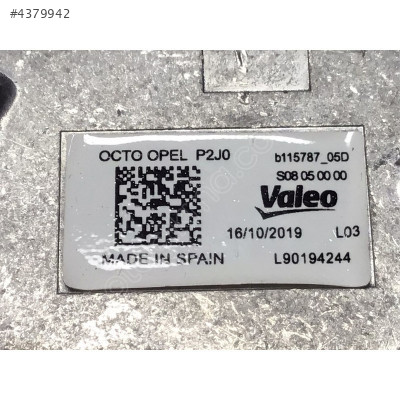 #4379942
OCTO OPEL P2J0
b115787_05D
S08 05 00 00
Valeo
16/10/2019 L03
MADE IN SPAIN
L90194244